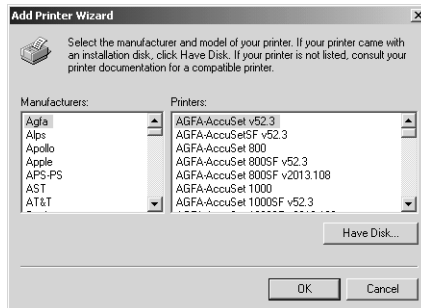 Add Printer Wizard
Select the manufacturer and model of your printer. If your printer came with
an installation disk, click Have Disk. If your printer is not listed, consult your
printer documentation for a compatible printer.
Manufacturers:
Printers:
Agfa
Alps
Apollo
Apple
APS-PS
AST
AT&T
AGFA-AccuSet v52.3
AGFA-AccuSetSF v52.3
AGFA-AccuSet 800
AGFA-AccuSet 800SF v52.3
AGFA-AccuSet 800SF v2013.108
AGFA-AccuSet 1000
AGFA-AccuSet 1000SF v52.3
Have Disk...
OK
Cancel